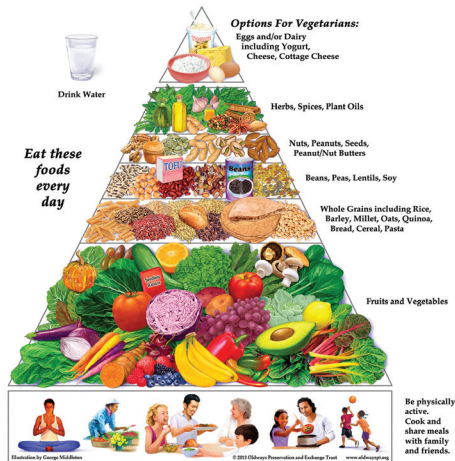 Options For Vegetarians:
Eggs and/or Dairy
including Yogurt,
Cheese, Cottage Cheese
Drink Water
Herbs, Spices, Plant Oils
Nuts, Peanuts, Seeds,
Peanut/Nut Butters
Eat these
foods
every
day
TOFU
Beans
Beans, Peas, Lentils, Soy
Whole Grains including Rice,
Barley, Millet, Oats, Quinoa,
Bread, Cereal, Pasta
Fruits and Vegetables
Be physically
active.
Cook and
share meals
with family
and friends.
Illustration by George Middleton
© 2013 Oldways Preservation and Exchange Trust
www.oldwayspt.org